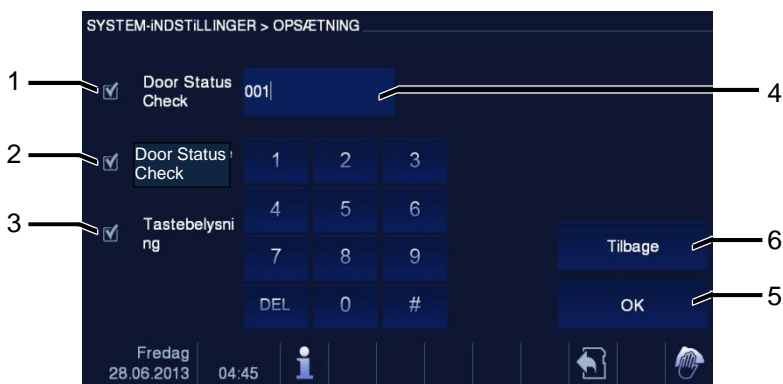 SYSTEM-iNDSTiLLiNGER > OPSÆTNING
1
Door Status
Check
001
4
2
Door Status
Check
1 2 3
3
Tastebelysni
ng
4 5 6
7 8 9
Tilbage
6
DEL 0 #
OK
5
Fredag
28.06.2013 04:45